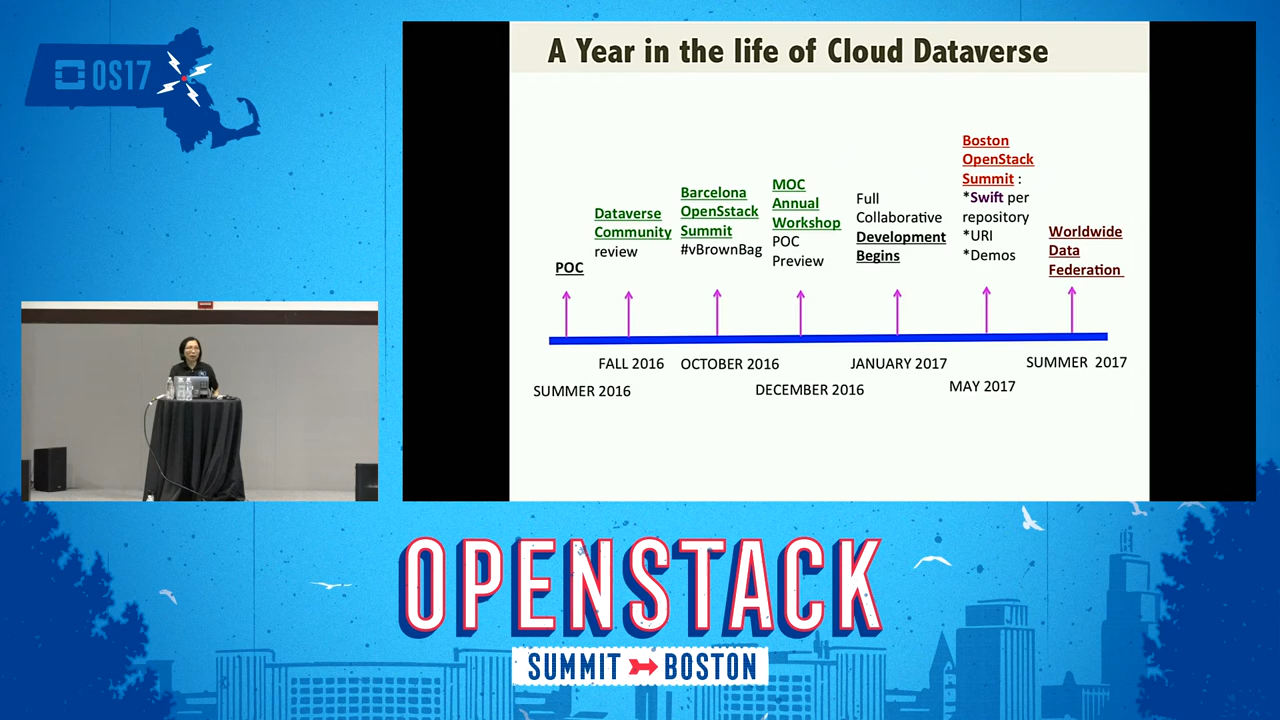 OS17
A Year in the life of Cloud Dataverse
POC
Dataverse
Community
review
Barcelona
OpenSstack
Summit
#vBrownBag
MOC
Annual
Workshop
POC
Preview
Full
Collaborative
Development
Begins
Boston
OpenStack
Summit :
*Swift per
repository
*URI
*Demos
Worldwide
Data
Federation
SUMMER 2016
FALL 2016
OCTOBER 2016
DECEMBER 2016
JANUARY 2017
MAY 2017
SUMMER 2017
OPENSTACK
SUMMIT BOSTON